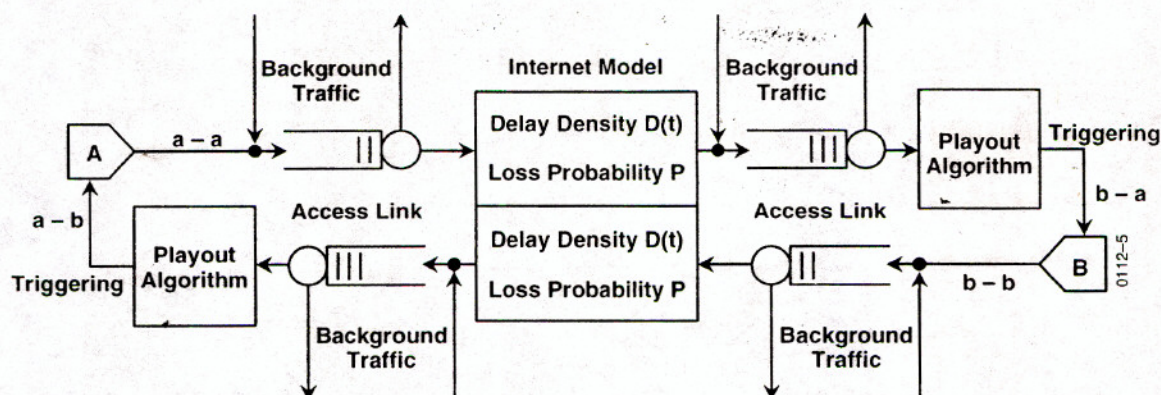 Background
Traffic
Internet Model
Background
Traffic
A
a – a
Delay Density D(t)
Loss Probability P
Playout
Algorithm
Triggering
b – a
a – b
Access Link
Access Link
Playout
Algorithm
Triggering
Delay Density D(t)
Loss Probability P
B
b – b
0112–5
Background
Traffic
Background
Traffic